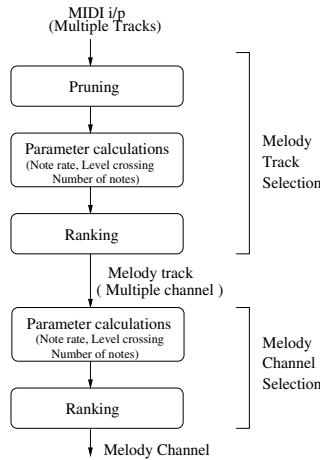 MIDI i/p
(Multiple Tracks)
Pruning
Parameter calculations
(Note rate, Level crossing
Number of notes)
Melody
Track
Selection
Ranking
Melody track
( Multiple channel )
Parameter calculations
(Note rate, Level crossing
Number of notes)
Melody
Channel
Selection
Ranking
Melody Channel